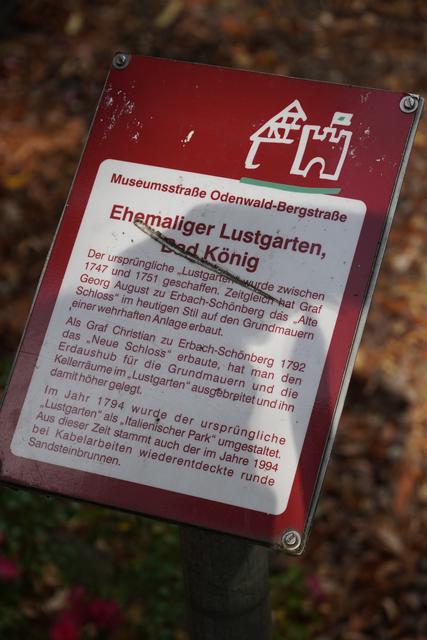 Museumsstraße Odenwald-Bergstraße
Ehemaliger Lustgarten,
Bad König
Der ursprüngliche „Lustgarten“ wurde zwischen
1747 und 1751 geschaffen. Zeitgleich hat Graf
Georg August zu Erbach-Schönberg das „Alte
Schloss“ im heutigen Stil auf den Grundmauern
einer wehrhaften Anlage erbaut.
Als Graf Christian zu Erbach-Schönberg 1792
das „Neue Schloss“ erbaute, hat man den
Erdaushub für die Grundmauern und die
Kellerräume im „Lustgarten“ ausgebreitet und ihn
damit höher gelegt.
Im Jahr 1794 wurde der ursprüngliche
„Lustgarten“ als „Italienischer Park“ umgestaltet.
Aus dieser Zeit stammt auch der im Jahre 1994
bei Kabelarbeiten wiederentdeckte runde
Sandsteinbrunnen.